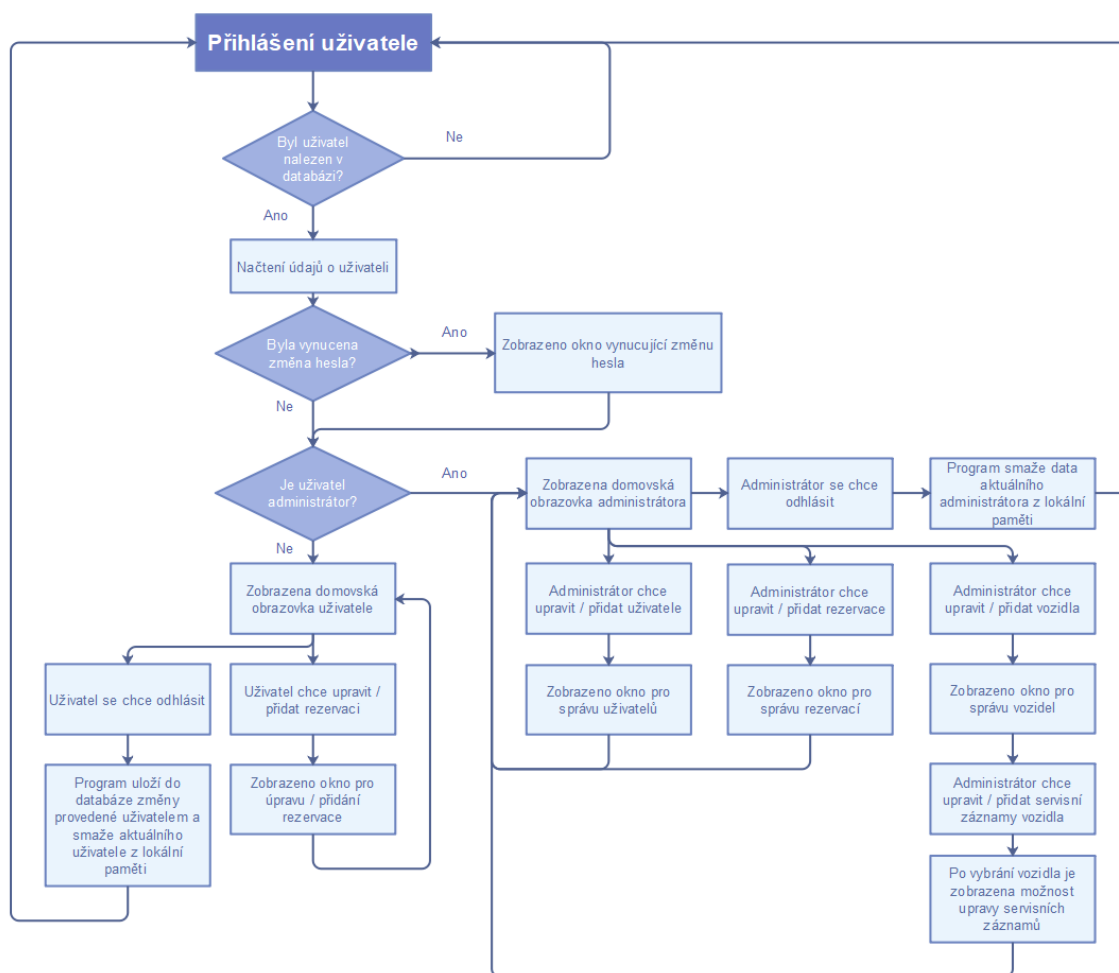 Přihlášení uživatele
Byl uživatel
nalezen v
databázi?
Ne
Ano
Načtení údajů o uživateli
Byla vynucena
změna hesla?
Ano
Zobrazeno okno vynucující změnu
hesla
Ne
Je uživatel
administrátor?
Ano
Zobrazena domovská
obrazovka administrátora
Administrátor se chce
odhlásit
Program smaže data
aktuálního
administrátora z lokální
paměti
Ne
Zobrazena domovská
obrazovka uživatele
Administrátor chce
upravit / přidat uživatele
Administrátor chce
upravit / přidat rezervace
Administrátor chce
upravit / přidat vozidla
Uživatel se chce odhlásit
Uživatel chce upravit /
přidat rezervaci
Zobrazeno okno pro
správu uživatelů
Zobrazeno okno pro
správu rezervací
Zobrazeno okno pro
správu vozidel
Program uloží do
databáze změny
provedené uživatelem a
smaže aktuálního
uživatele z lokální
paměti
Zobrazeno okno pro
úpravu / přidání
rezervace
Administrátor chce
upravit / přidat servisní
záznamy vozidla
Po vybrání vozidla je
zobrazena možnost
upravy servisních
záznamů